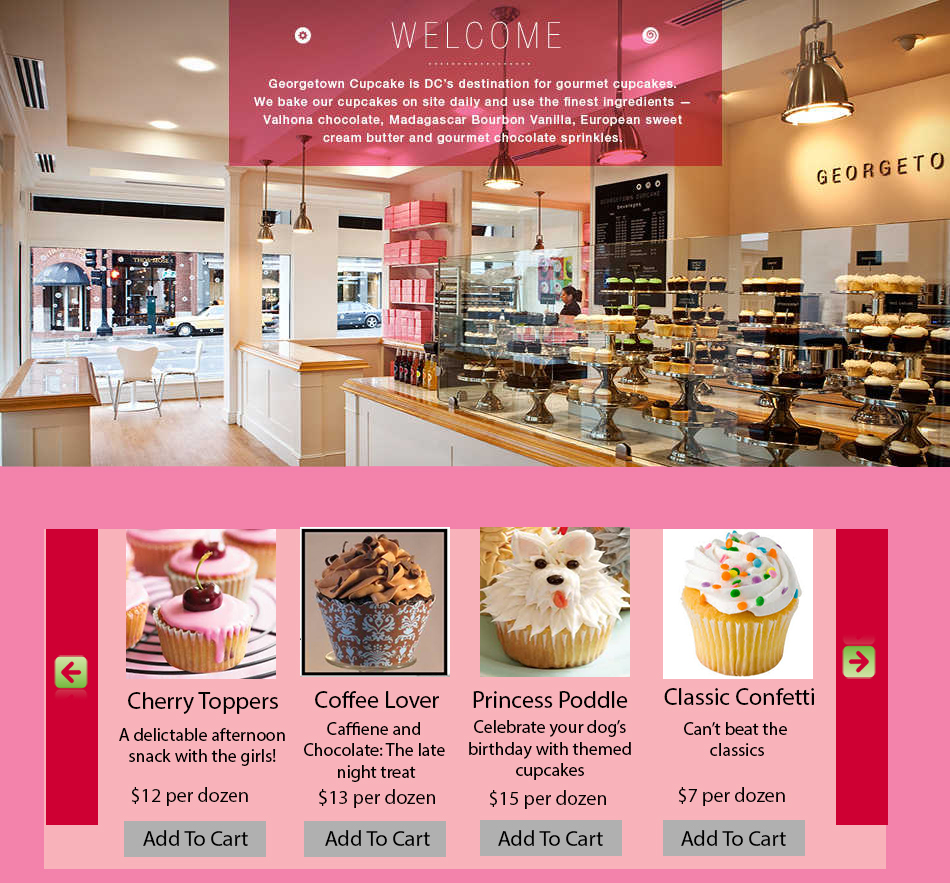 WELCOME
Georgetown Cupcake is DC's destination for gourmet cupcakes.
We bake our cupcakes on site daily and use the finest ingredients —
Valhona chocolate, Madagascar Bourbon Vanilla, European sweet
cream butter and gourmet chocolate sprinkles.
GEORGETO
GEORGETOWN CUPCAKE
beverages
Cherry Toppers
A delictable afternoon
snack with the girls!
$12 per dozen
Add To Cart
Coffee Lover
Caffiene and
Chocolate: The late
night treat
$13 per dozen
Add To Cart
Princess Poddle
Celebrate your dog's
birthday with themed
cupcakes
$15 per dozen
Add To Cart
Classic Confetti
Can't beat the
classics
$7 per dozen
Add To Cart